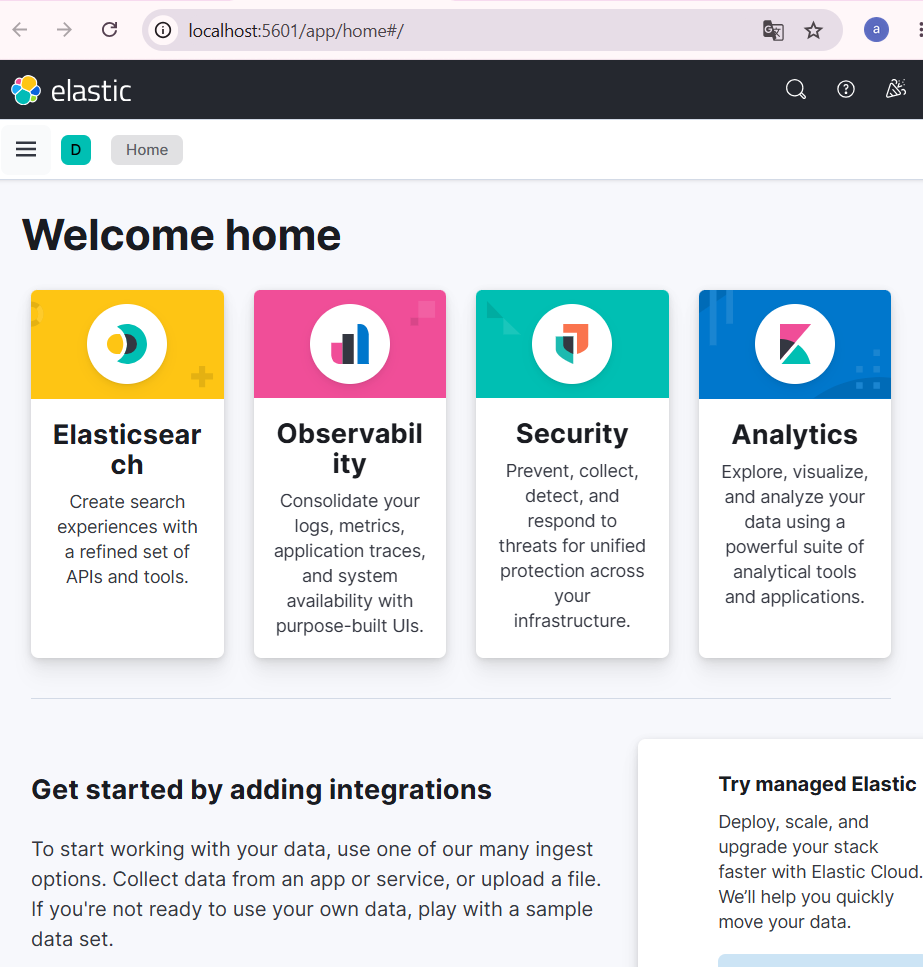 localhost:5601/app/home#/
a
elastic
D
Home
Welcome home
Elasticsear
ch
Create search
experiences with
a refined set of
APIs and tools.
Observabil
ity
Consolidate your
logs, metrics,
application traces,
and system
availability with
purpose-built UIs.
Security
Prevent, collect,
detect, and
respond to
threats for unified
protection across
your
infrastructure.
Analytics
Explore, visualize,
and analyze your
data using a
powerful suite of
analytical tools
and applications.
Get started by adding integrations
To start working with your data, use one of our many ingest
options. Collect data from an app or service, or upload a file.
If you're not ready to use your own data, play with a sample
data set.
Try managed Elastic
Deploy, scale, and
upgrade your stack
faster with Elastic Cloud.
We’ll help you quickly
move your data.